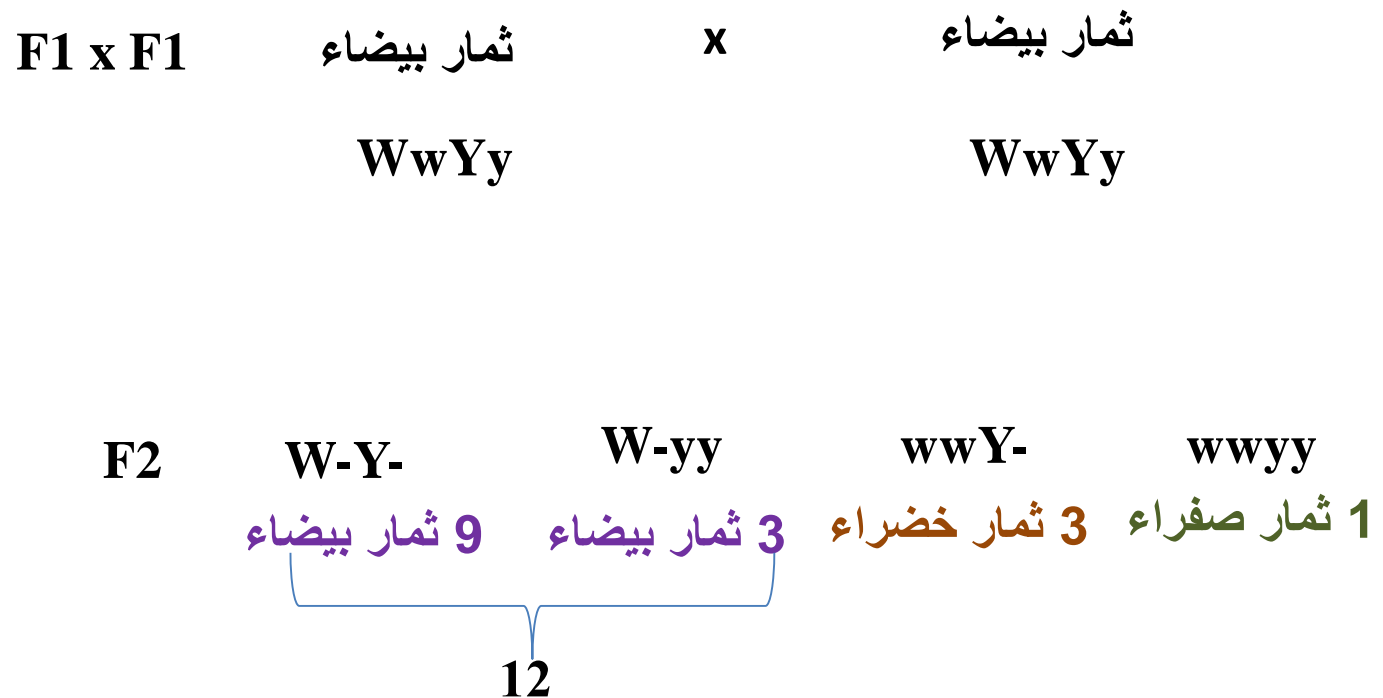 F1 x F1 ثمار بيضاء x ثمار بيضاء
WwYy WwYy
F2 W-Y- W-yy wwY- wwyy
9 ثمار بيضاء 3 ثمار بيضاء 3 ثمار خضراء 1 ثمار صفراء
12